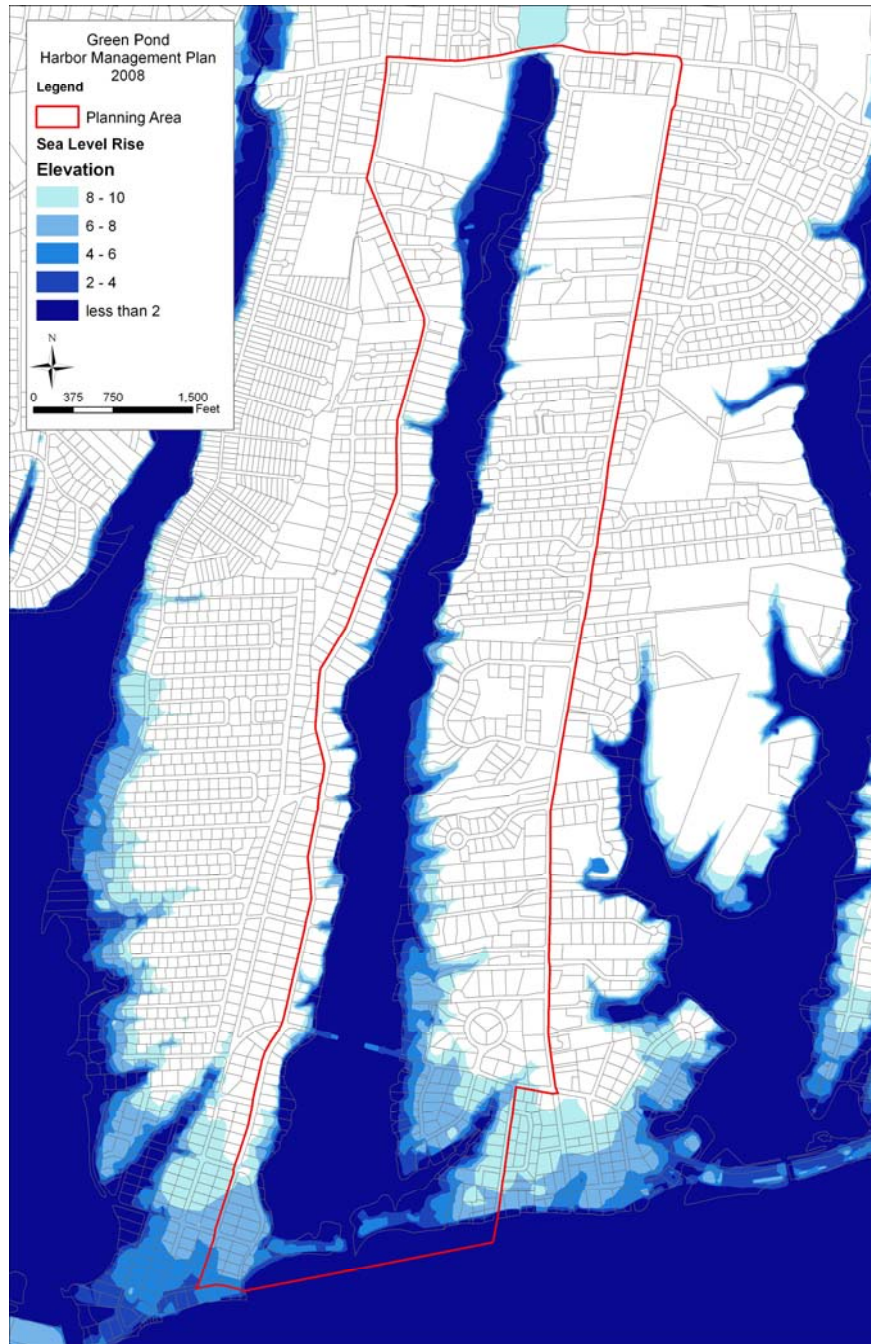 Green Pond
Harbor Management Plan
2008
Legend
Planning Area
Sea Level Rise
Elevation
8 - 10
6 - 8
4 - 6
2 - 4
less than 2
N
0 375 750 1,500
Feet